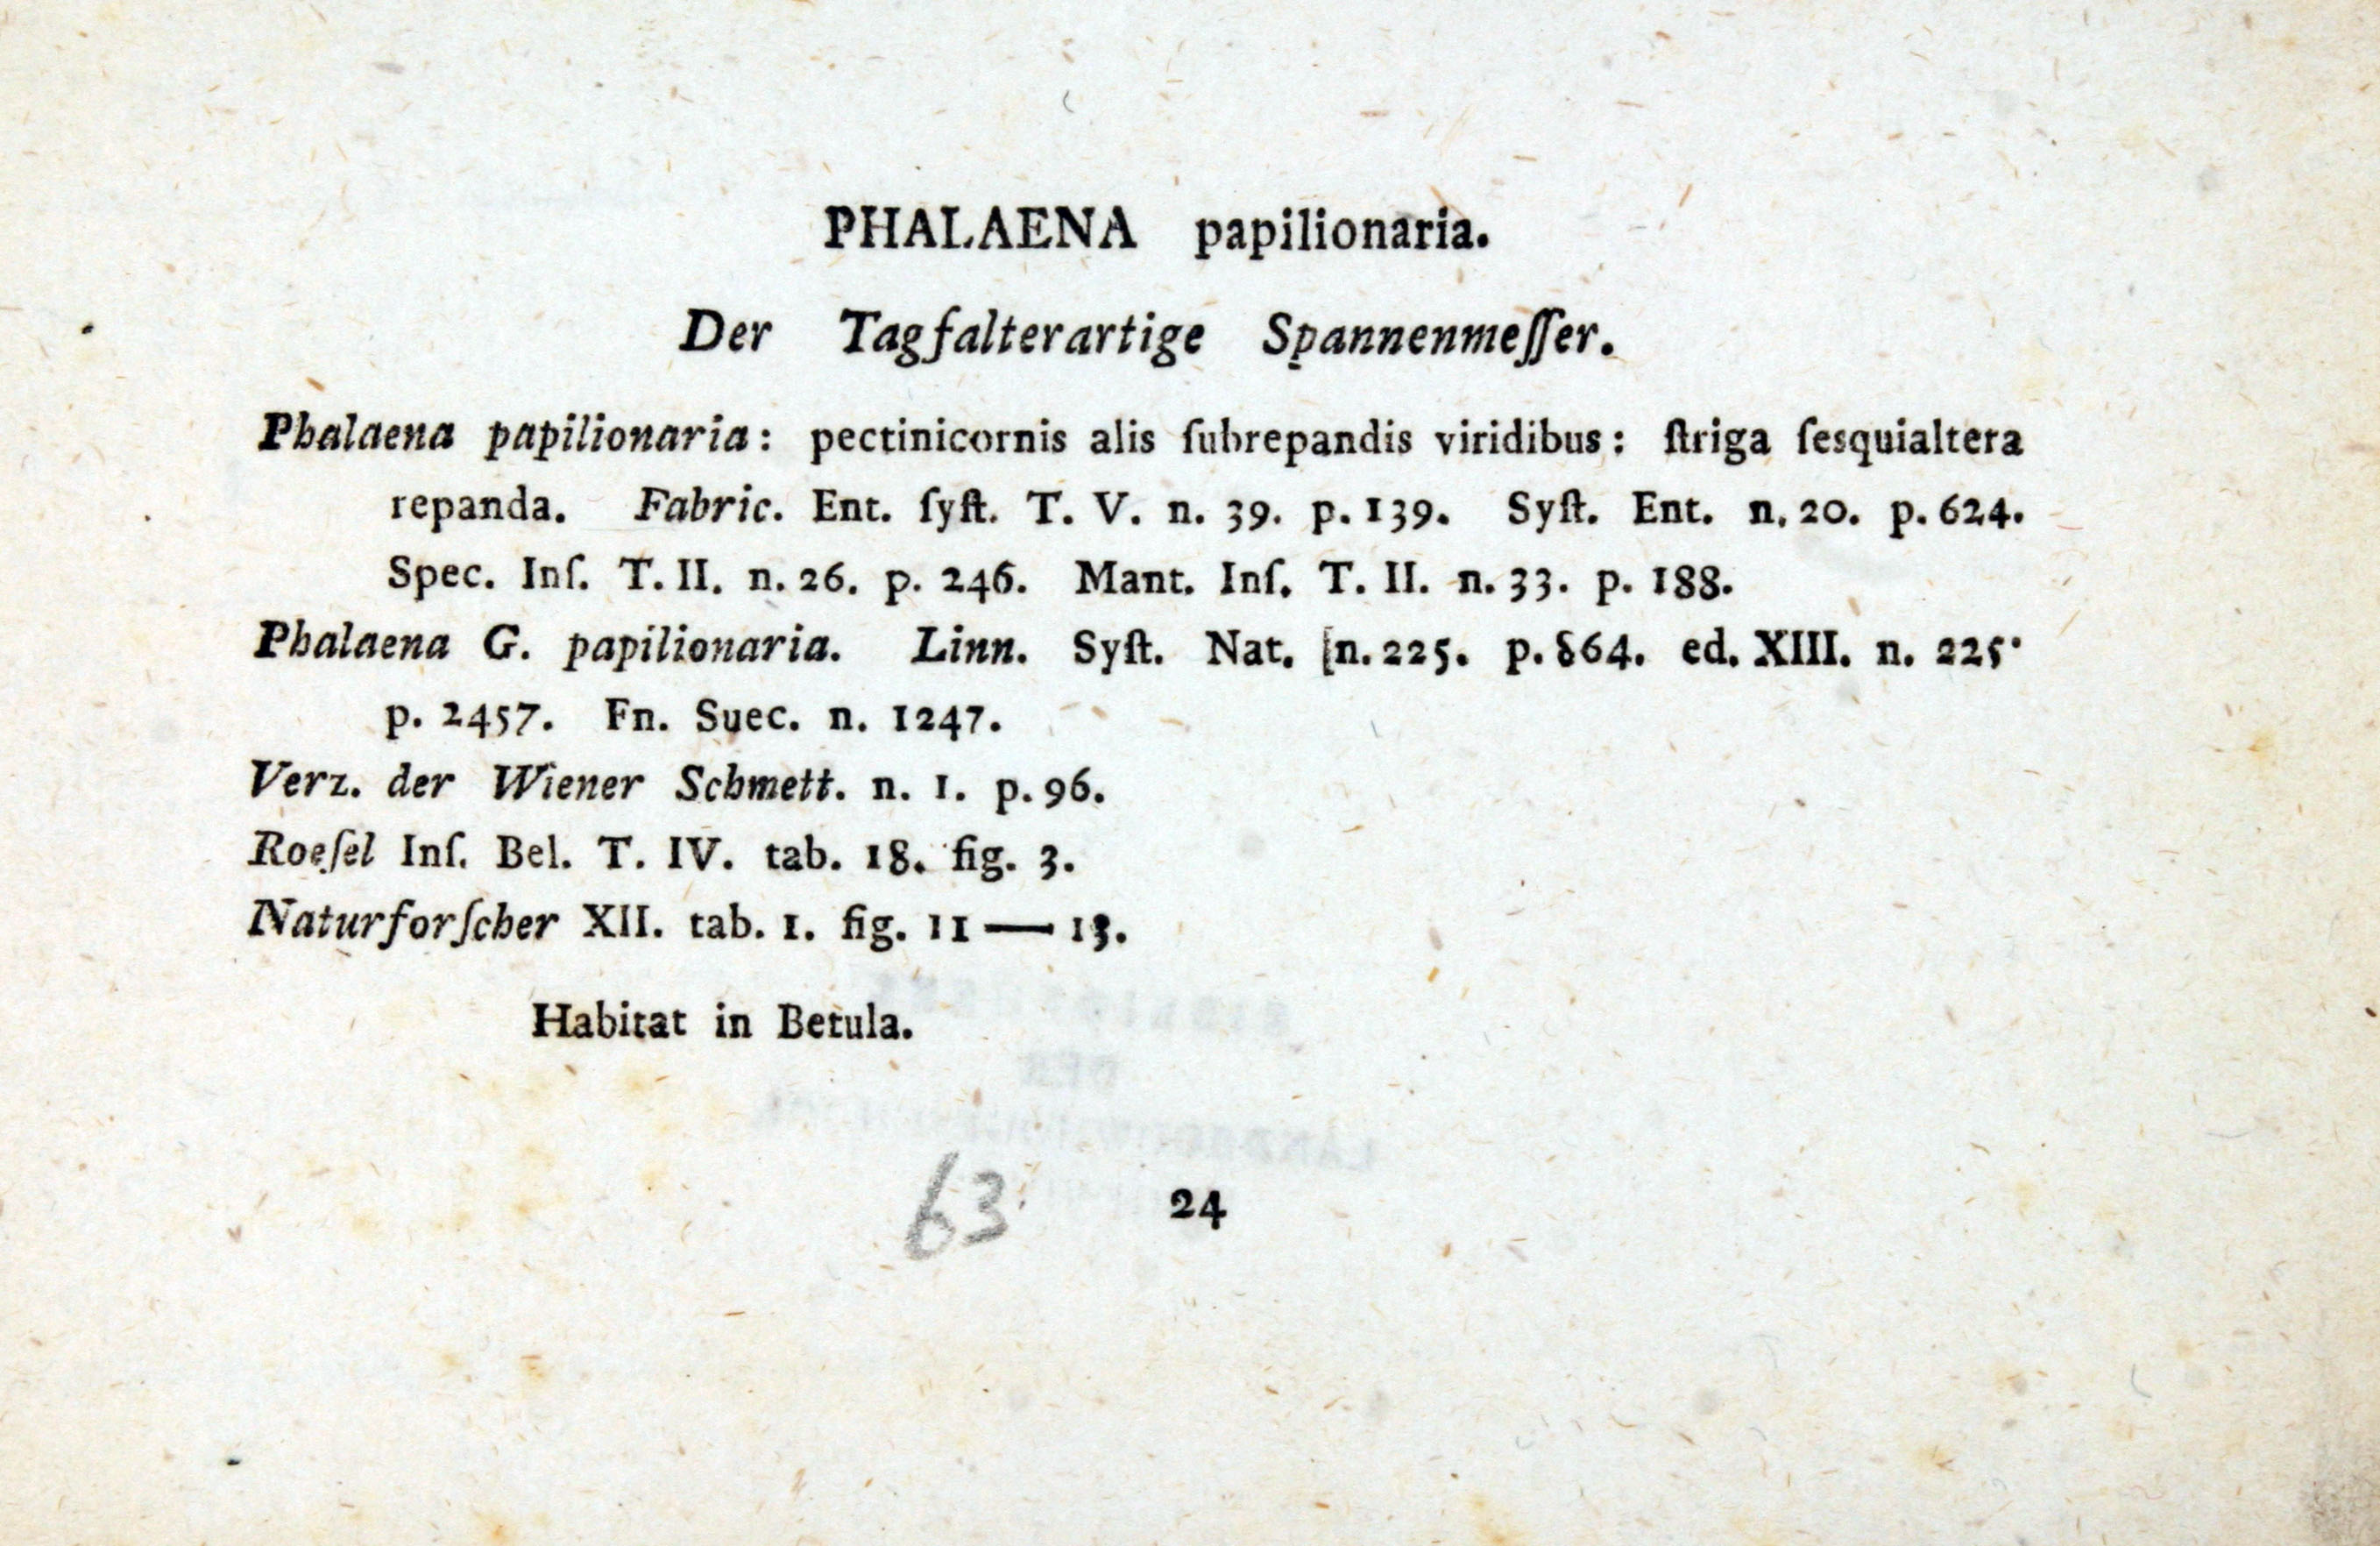 PHALAENA papilionaria.
Der Tagfalterartige Spannenmeſſer.
Phalaena papilionaria: pectinicornis alis ſubrepandis viridibus: ſtriga ſesquialtera
repanda. Fabric. Ent. ſyſt. T. V. n. 39. p. 139. Syſt. Ent. n. 20. p. 624.
Spec. Inſ. T. II. n. 26. p. 246. Mant. Inſ. T. II. n. 33. p. 188.
Phalaena G. papilionaria. Linn. Syſt. Nat. [n. 225. p. 864. ed. XIII. n. 225.
p. 2457. Fn. Suec. n. 1247.
Verz. der Wiener Schmett. n. 1. p. 96.
Roeſel Inſ. Bel. T. IV. tab. 18. fig. 3.
Naturforſcher XII. tab. 1. fig. 11 — 13.
Habitat in Betula.
63 24